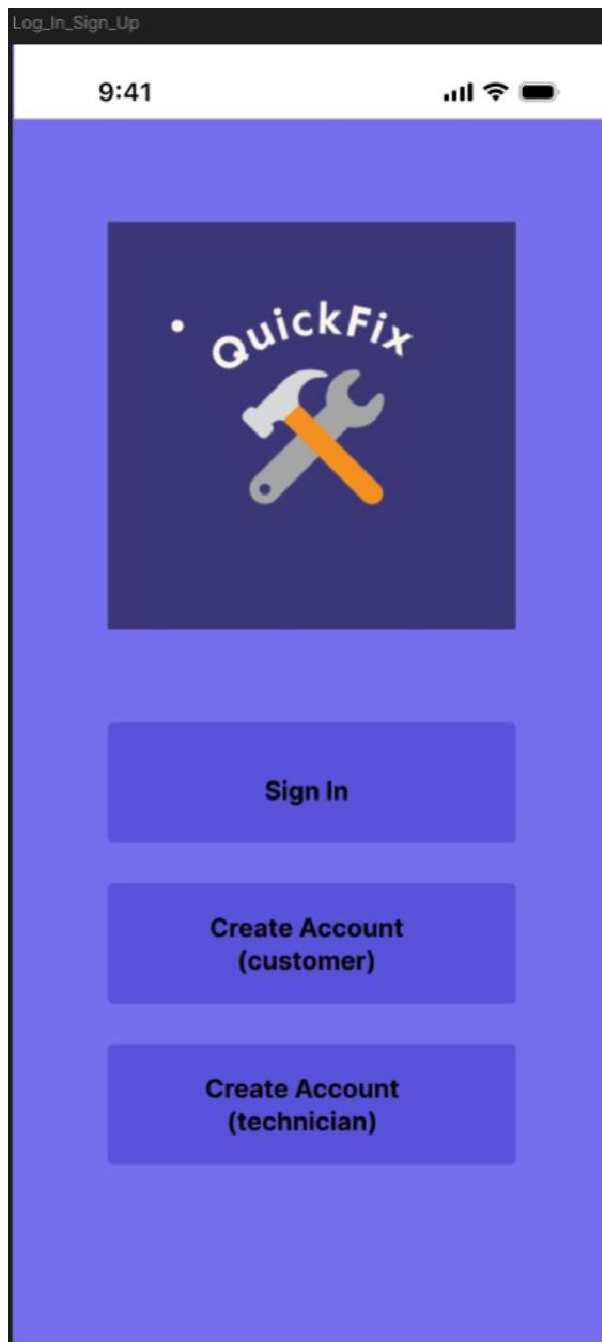 Log_In_Sign_Up
9:41
QuickFix
Sign In
Create Account
(customer)
Create Account
(technician)